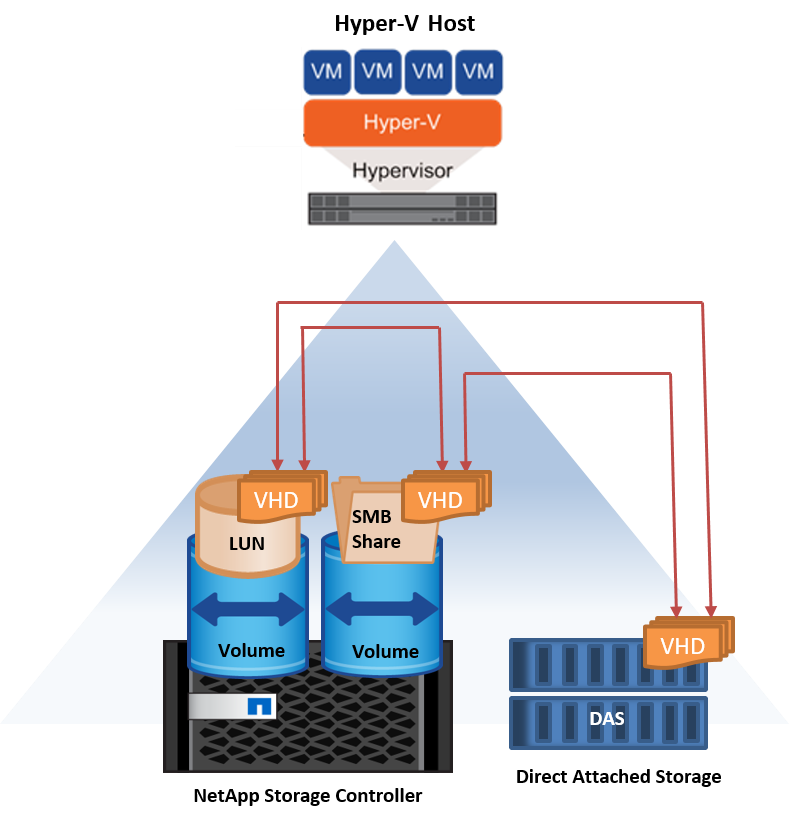 Hyper-V Host
VM VM VM VM
Hyper-V
Hypervisor
VHD VHD
LUN
SMB
Share
Volume Volume
VHD
DAS
Direct Attached Storage
NetApp Storage Controller